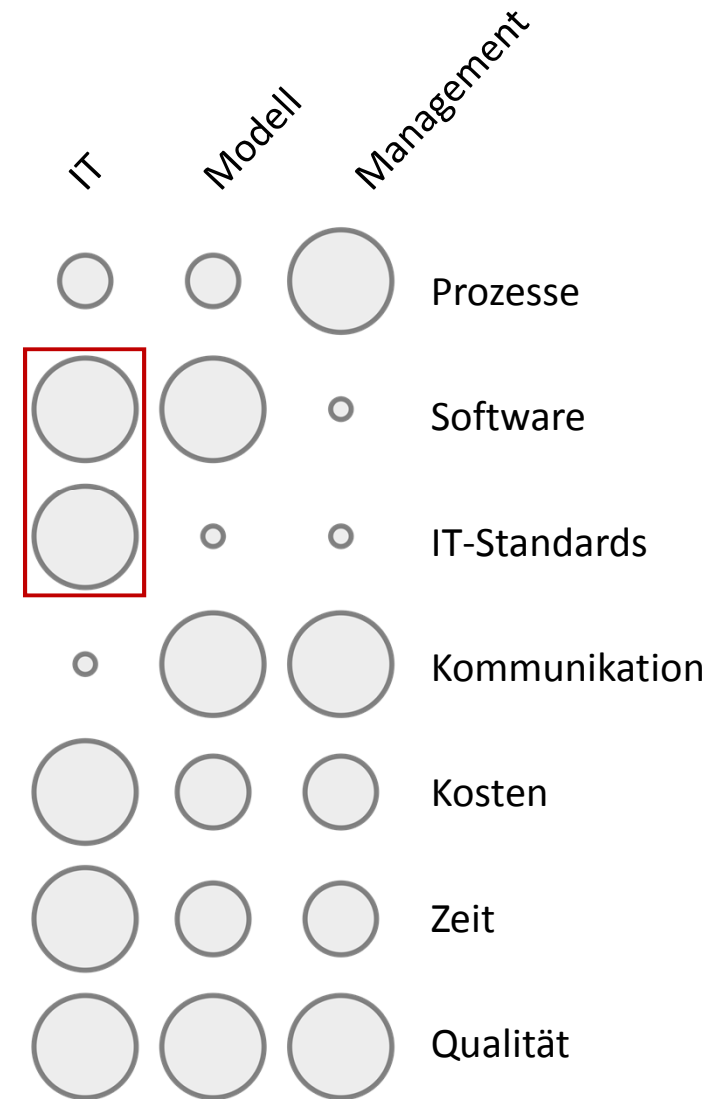 IT
Modell
Management
Prozesse
Software
IT-Standards
Kommunikation
Kosten
Zeit
Qualität